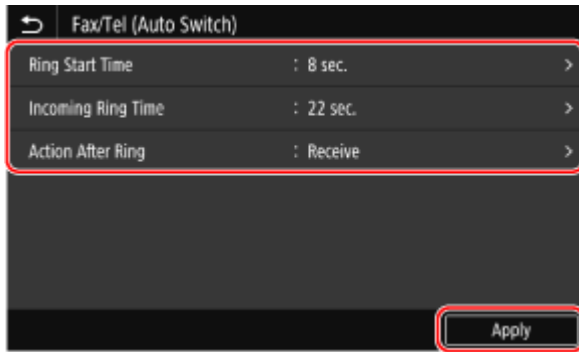 Fax/Tel (Auto Switch)
Ring Start Time : 8 sec.
Incoming Ring Time : 22 sec.
Action After Ring : Receive
Apply